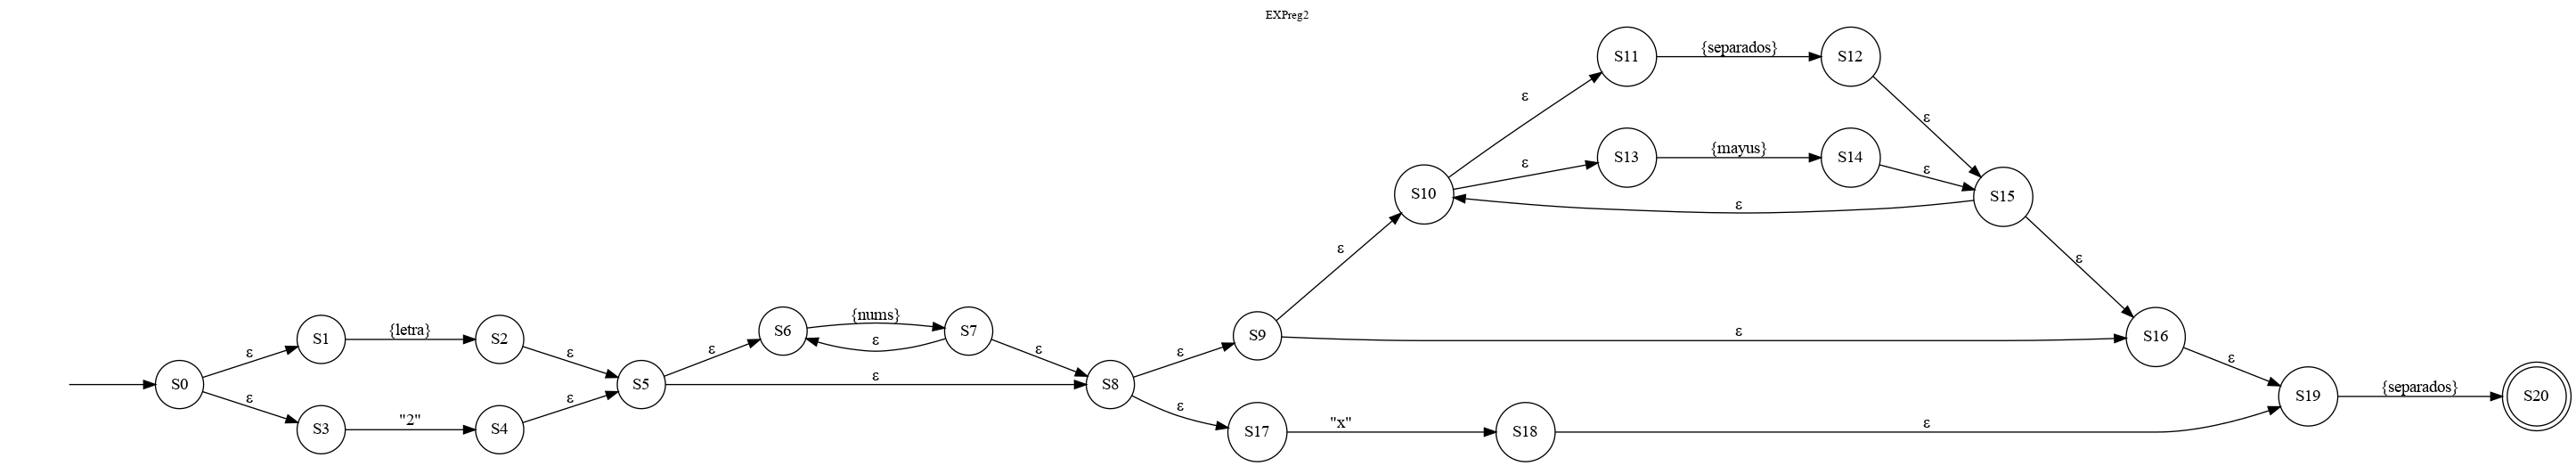 EXPreg2
S11
{separados}
S12
ε
ε
S13
{mayus}
S14
ε
ε
S10
S15
ε
ε
ε
S6
{nums}
S7
ε
S1
{letra}
S2
ε
ε
ε
ε
ε
S9
ε
S16
ε
S0
S5
ε
S8
ε
S19
{separados}
S20
ε
S3
"2"
S4
ε
S17
"x"
S18
ε